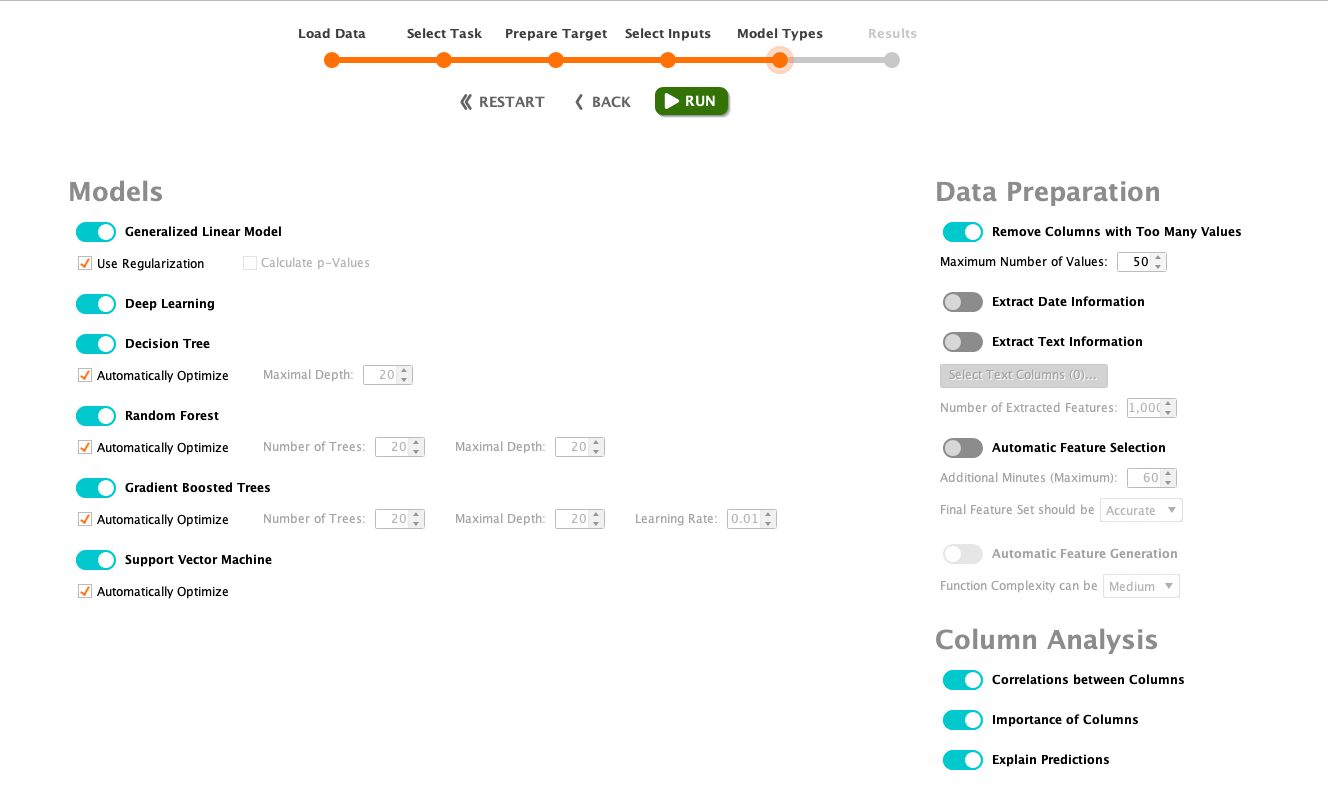 Load Data Select Task Prepare Target Select Inputs Model Types Results
RESTART BACK RUN
Models
Generalized Linear Model
Use Regularization Calculate p-Values
Deep Learning
Decision Tree
Automatically Optimize Maximal Depth: 20
Random Forest
Automatically Optimize Number of Trees: 20 Maximal Depth: 20
Gradient Boosted Trees
Automatically Optimize Number of Trees: 20 Maximal Depth: 20 Learning Rate: 0.01
Support Vector Machine
Automatically Optimize
Data Preparation
Remove Columns with Too Many Values
Maximum Number of Values: 50
Extract Date Information
Extract Text Information
Select Text Columns (0)...
Number of Extracted Features: 1,000
Automatic Feature Selection
Additional Minutes (Maximum): 60
Final Feature Set should be Accurate
Automatic Feature Generation
Function Complexity can be Medium
Column Analysis
Correlations between Columns
Importance of Columns
Explain Predictions